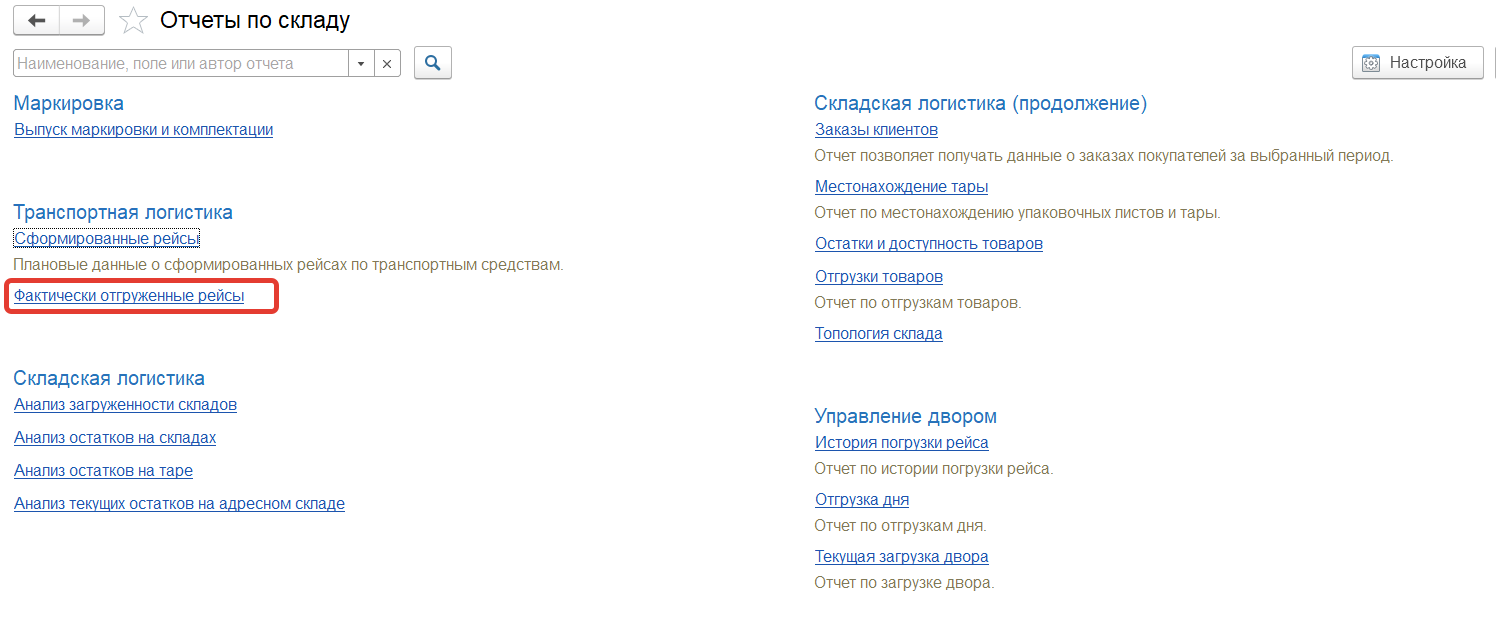 Отчеты по складу
Наименование, поле или автор отчета
Настройка
Маркировка
Выпуск маркировки и комплектации
Транспортная логистика
Сформированные рейсы
Плановые данные о сформированных рейсах по транспортным средствам.
Фактически отгруженные рейсы
Складская логистика
Анализ загруженности складов
Анализ остатков на складах
Анализ остатков на таре
Анализ текущих остатков на адресном складе
Складская логистика (продолжение)
Заказы клиентов
Отчет позволяет получать данные о заказах покупателей за выбранный период.
Местонахождение тары
Отчет по местонахождению упаковочных листов и тары.
Остатки и доступность товаров
Отгрузки товаров
Отчет по отгрузкам товаров.
Топология склада
Управление двором
История погрузки рейса
Отчет по истории погрузки рейса.
Отгрузка дня
Отчет по отгрузкам дня.
Текущая загрузка двора
Отчет по загрузке двора.